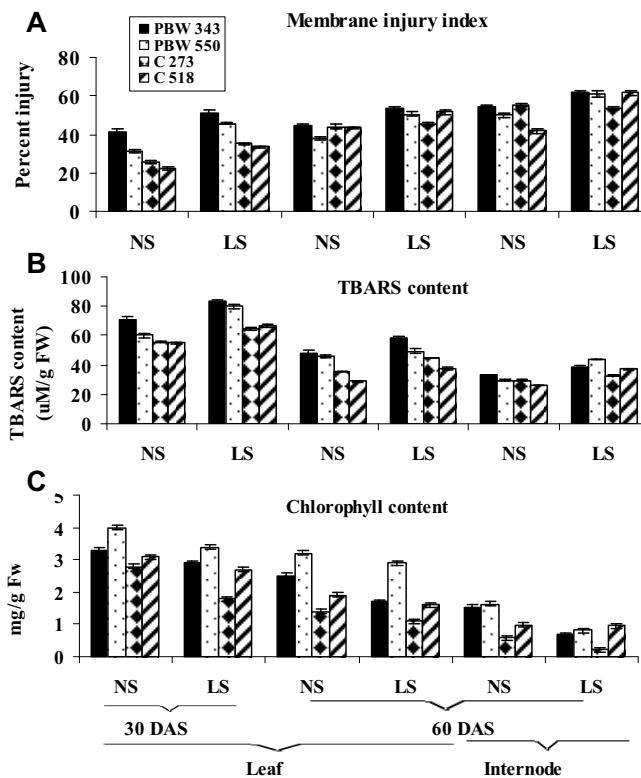 A
Membrane injury index
PBW 343
PBW 550
C 273
C 518
Percent injury
80
60
40
20
0
NS LS NS LS NS LS
B
TBARS content
TBARS content
(uM/g FW)
100
80
60
40
20
0
NS LS NS LS NS LS
C
Chlorophyll content
mg/g Fw
5
4
3
2
1
0
NS LS NS LS NS LS
30 DAS 60 DAS
Leaf Internode